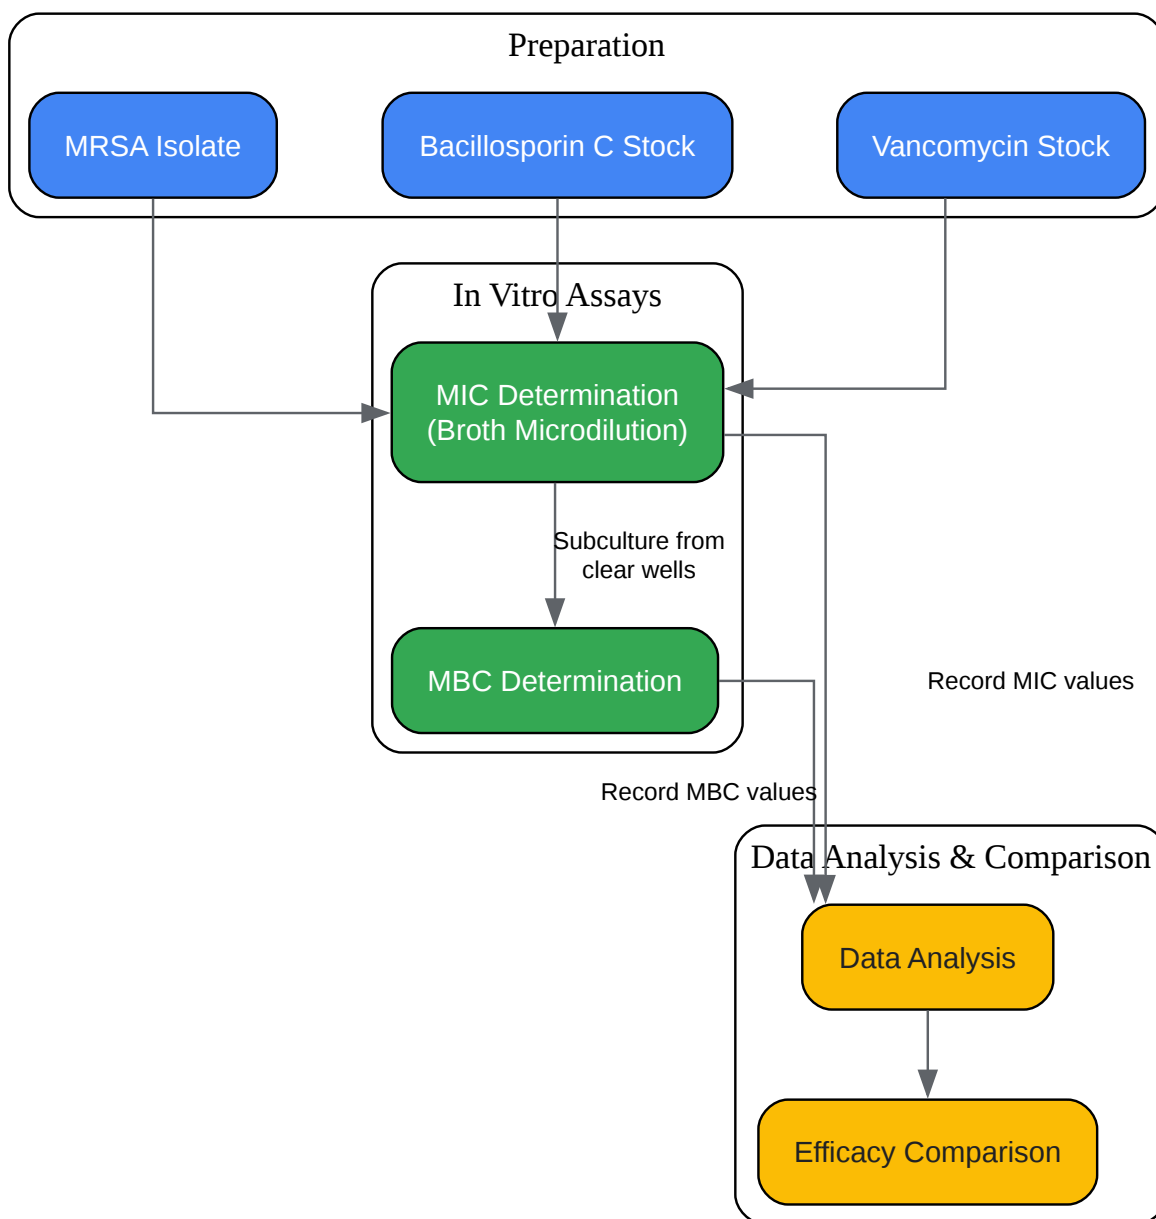 Preparation
MRSA Isolate
Bacillosporin C Stock
Vancomycin Stock
In Vitro Assays
MIC Determination
(Broth Microdilution)
Subculture from
clear wells
MBC Determination
Record MIC values
Record MBC values
Data Analysis & Comparison
Data Analysis
Efficacy Comparison